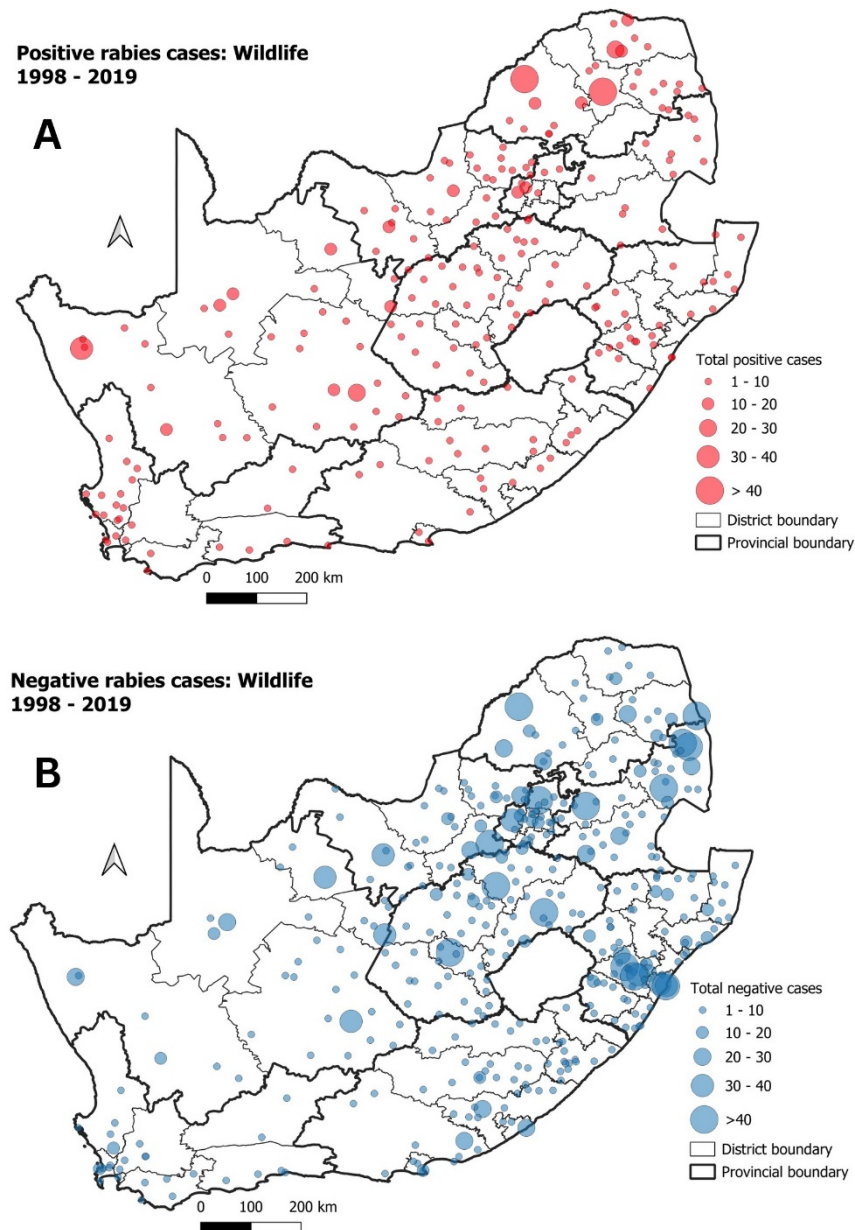 Positive rabies cases: Wildlife
1998 - 2019
A
Total positive cases
1 - 10
10 - 20
20 - 30
30 - 40
> 40
District boundary
Provincial boundary
0 100 200 km
Negative rabies cases: Wildlife
1998 - 2019
B
Total negative cases
1 - 10
10 - 20
20 - 30
30 - 40
>40
District boundary
Provincial boundary
0 100 200 km